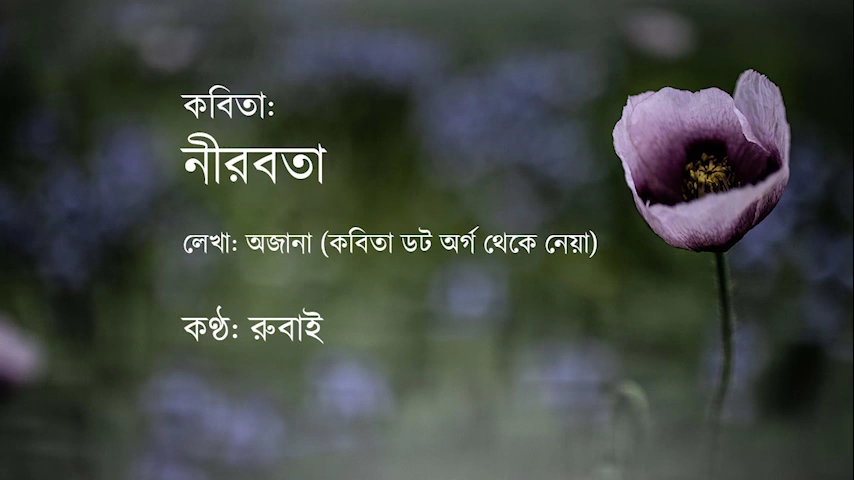 কবিতা:
নীরবতা
লেখা: অজানা (কবিতা ডট অর্গ থেকে নেয়া)
কণ্ঠ: রুবাই